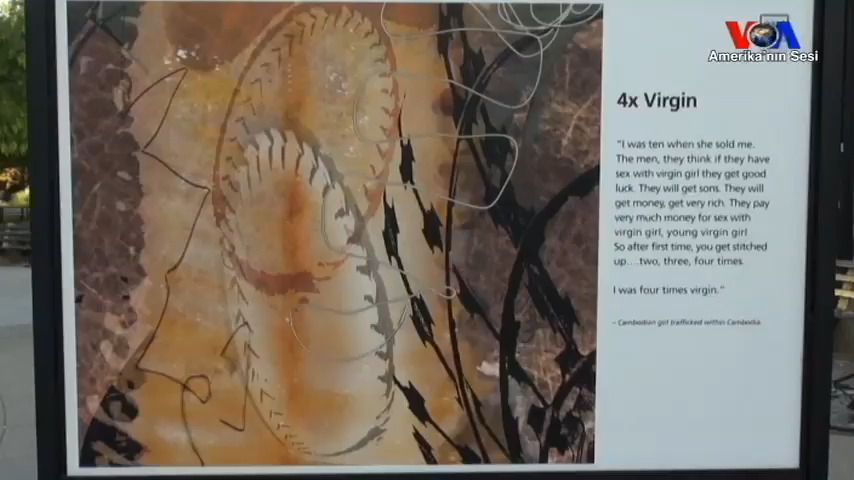 VOA
Amerika'nın Sesi
4x Virgin
"I was ten when she sold me.
The men, they think if they have
sex with virgin girl they get good
luck. They will get sons. They will
get money, get very rich. They pay
very much money for sex with
virgin girl, young virgin girl
So after first time, you get stitched
up....two, three, four times.
I was four times virgin."
– Cambodian girl trafficked within Cambodia.